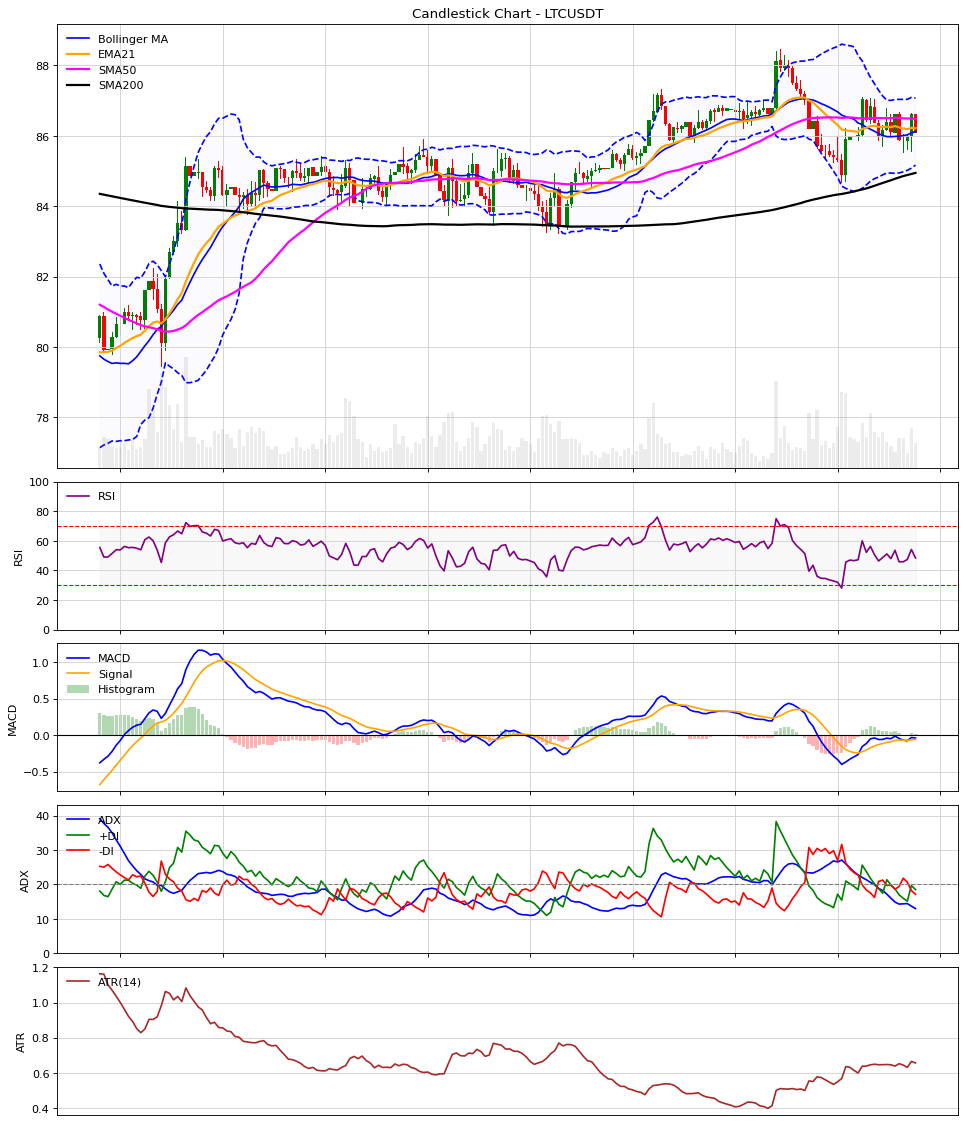 Candlestick Chart - LTCUSDT
Bollinger MA
EMA21
SMA50
SMA200
88
86
84
82
80
78
RSI
100
80
60
40
20
0
RSI
MACD
Signal
Histogram
1.0
0.5
0.0
−0.5
MACD
ADX
+DI
-DI
40
30
20
10
0
ADX
ATR(14)
1.2
1.0
0.8
0.6
0.4
ATR